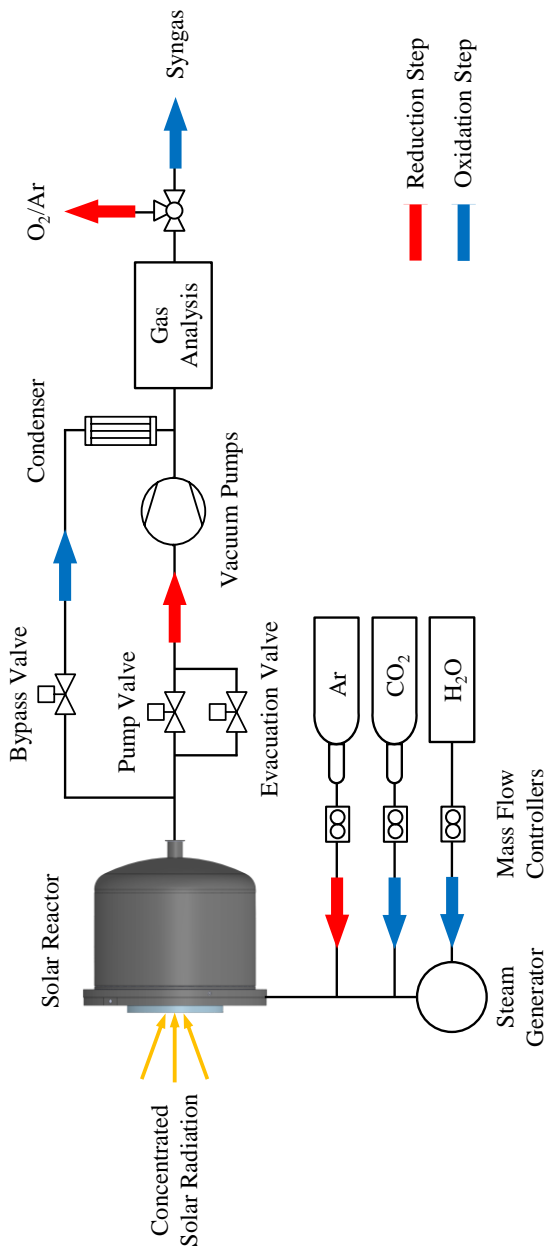 Concentrated
Solar Radiation
Solar Reactor
Bypass Valve
Pump Valve
Evacuation Valve
Condenser
Vacuum Pumps
Gas
Analysis
O₂/Ar
Syngas
Ar
CO₂
H₂O
Mass Flow
Controllers
Steam
Generator
Reduction Step
Oxidation Step